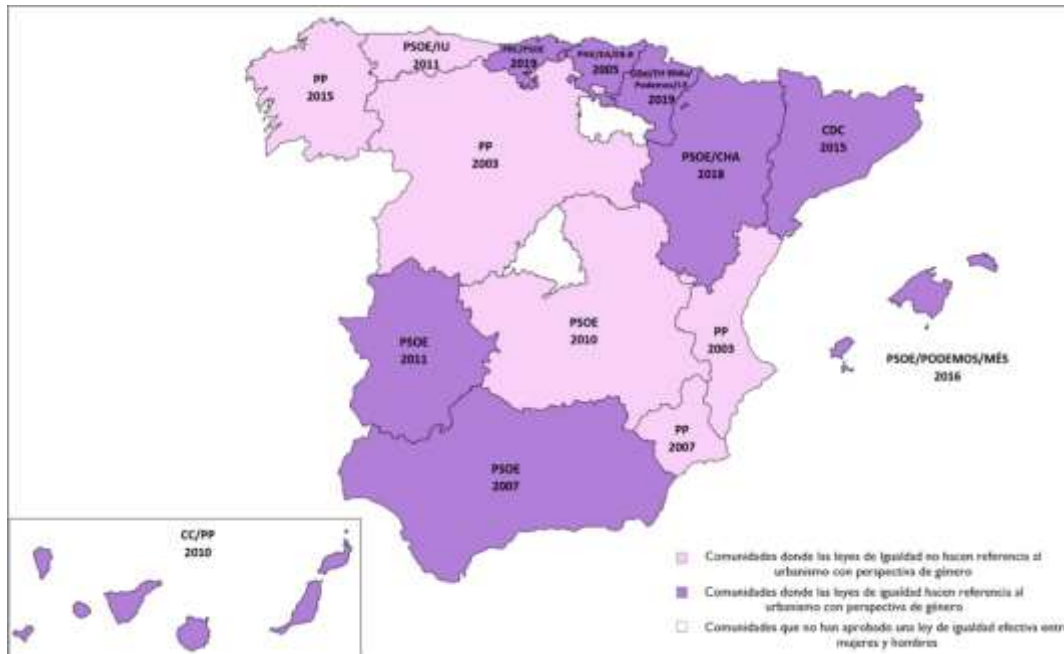 PSOE/IU
2011
2019
2005
PP
2015
Podemos/I-E
2019
CDC
2015
PP
2003
PSOE/CHA
2018
PSOE
2010
PP
2003
PSOE
2011
PSOE/PODEMOS/MÉS
2016
PP
2007
PSOE
2007
CC/PP
2010
Comunidades donde las leyes de Igualdad no hacen referencia al
urbanismo con perspectiva de género
Comunidades donde las leyes de igualdad hacen referencia al
urbanismo con perspectiva de género
Comunidades que no han aprobado una ley de igualdad efectiva entre
mujeres y hombres